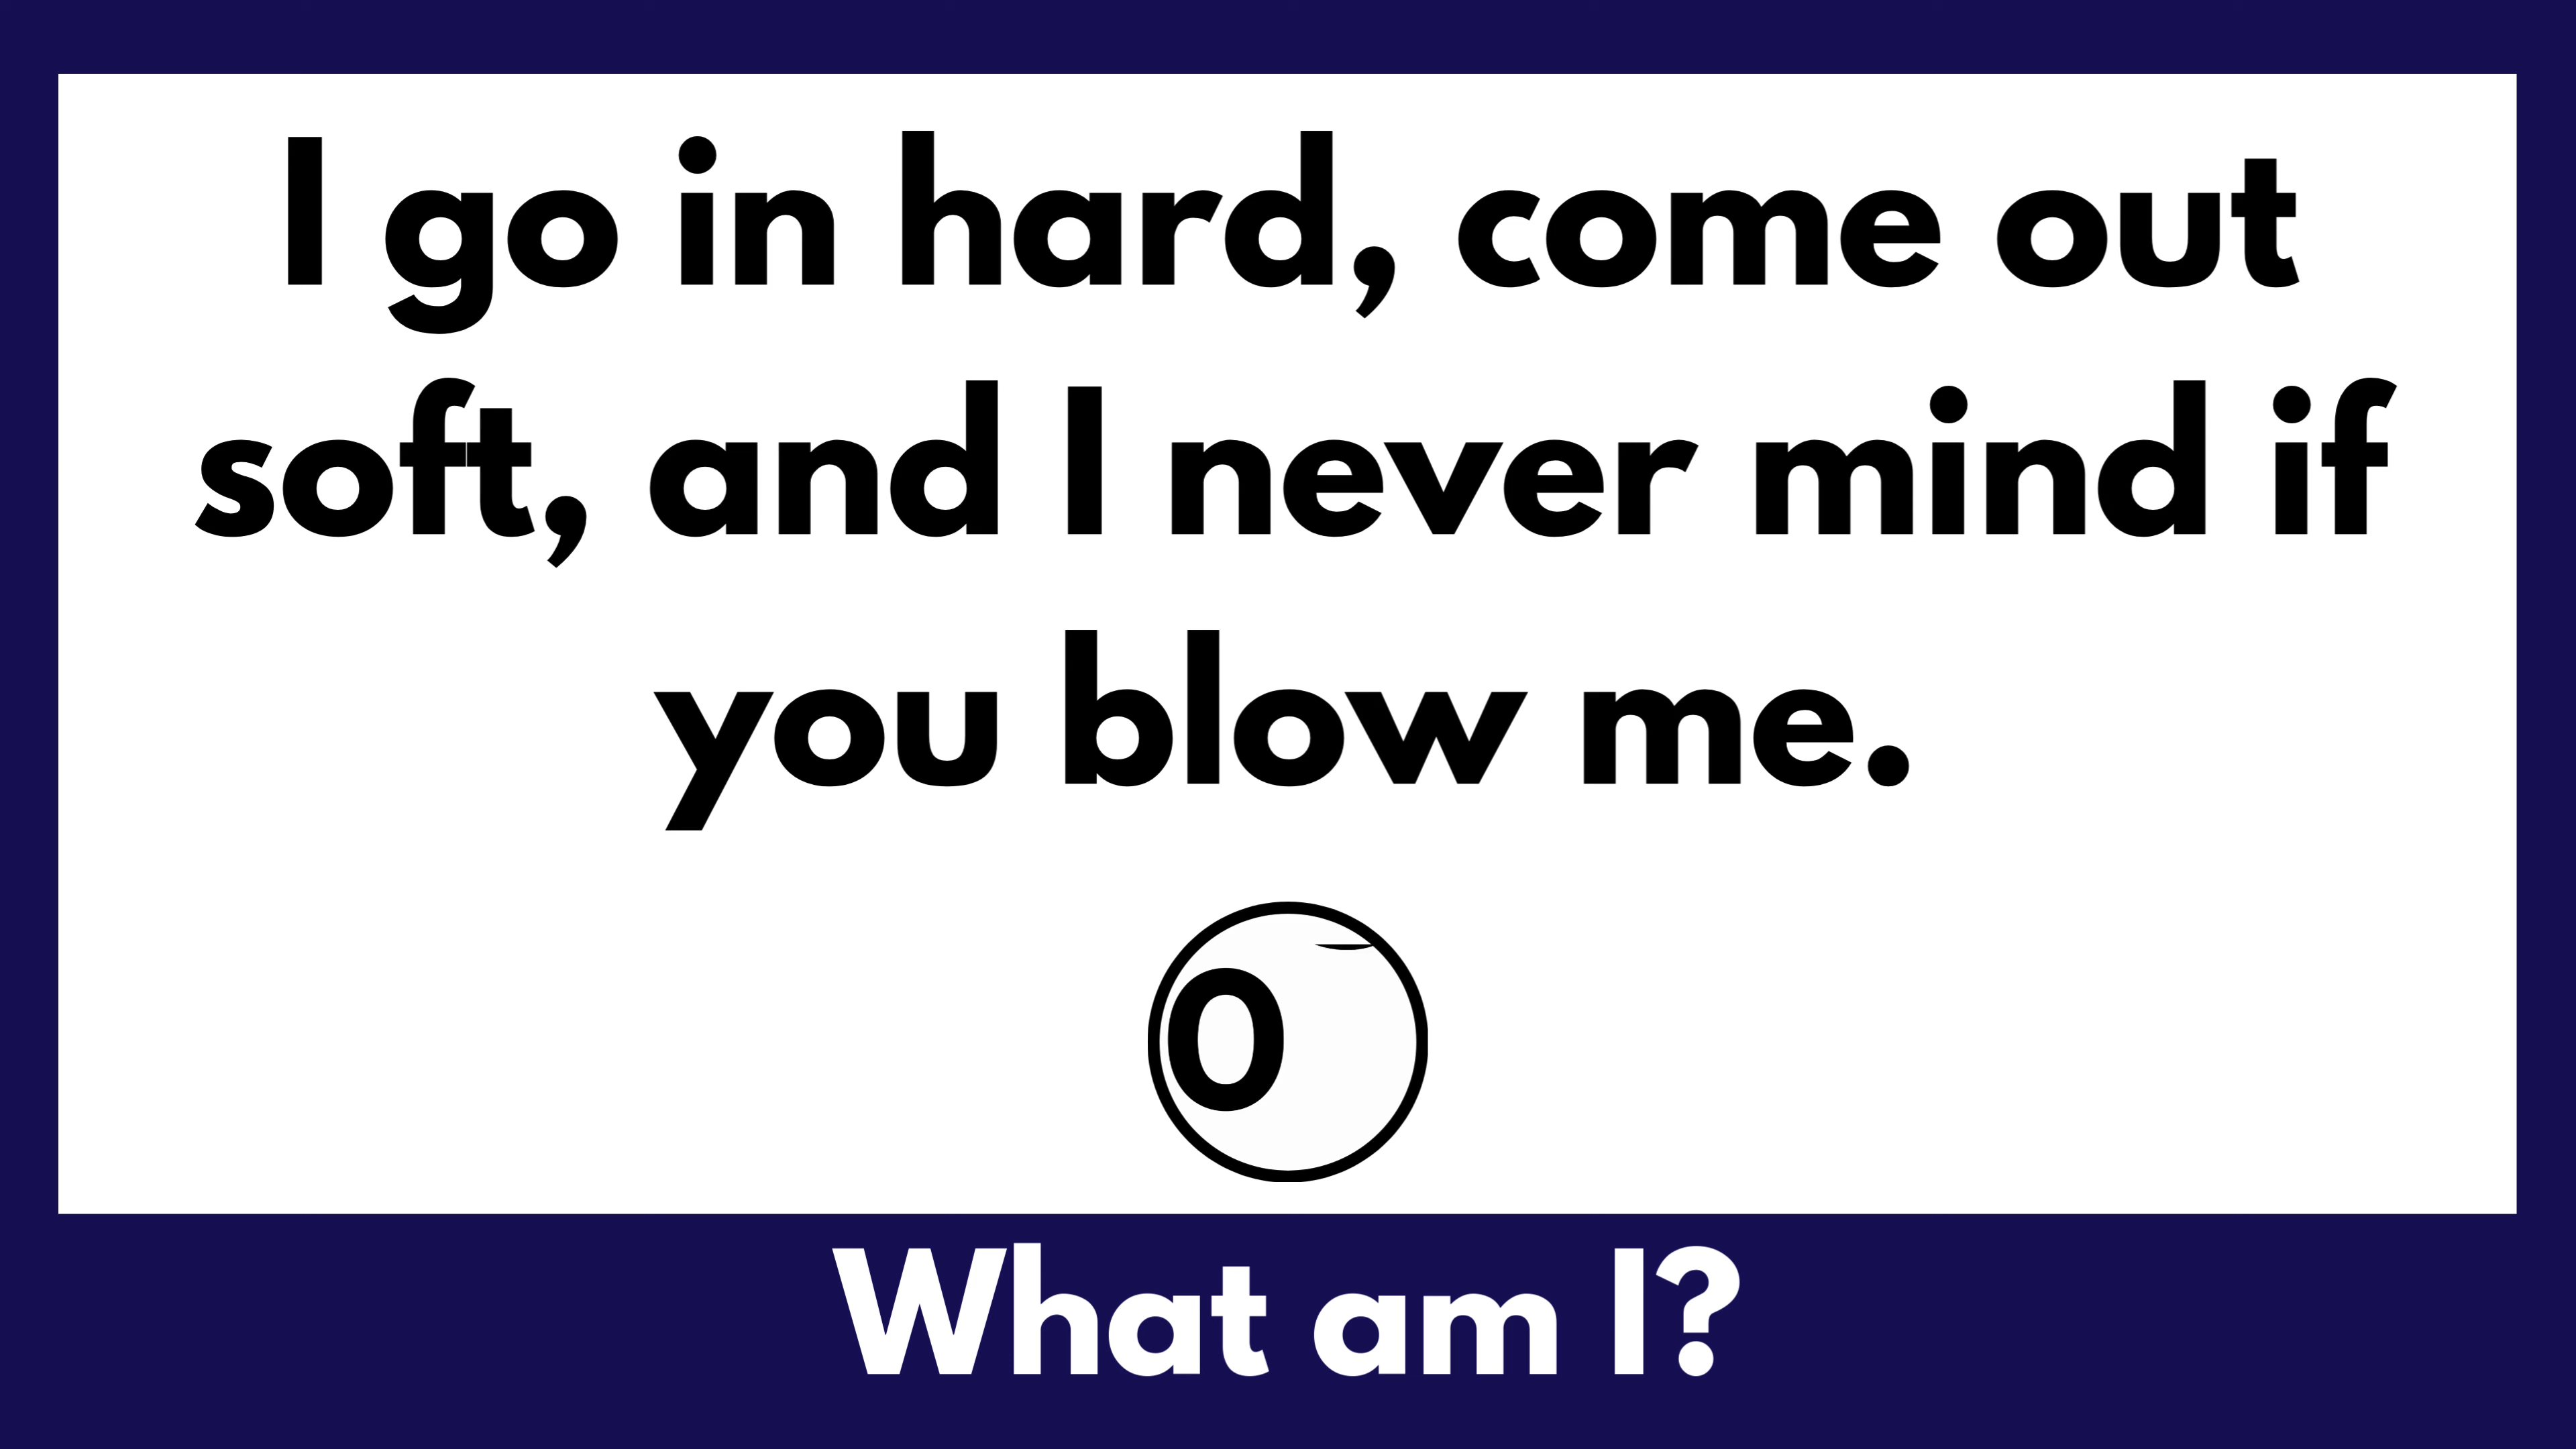 I go in hard, come out
soft, and I never mind if
you blow me.
0
What am I?